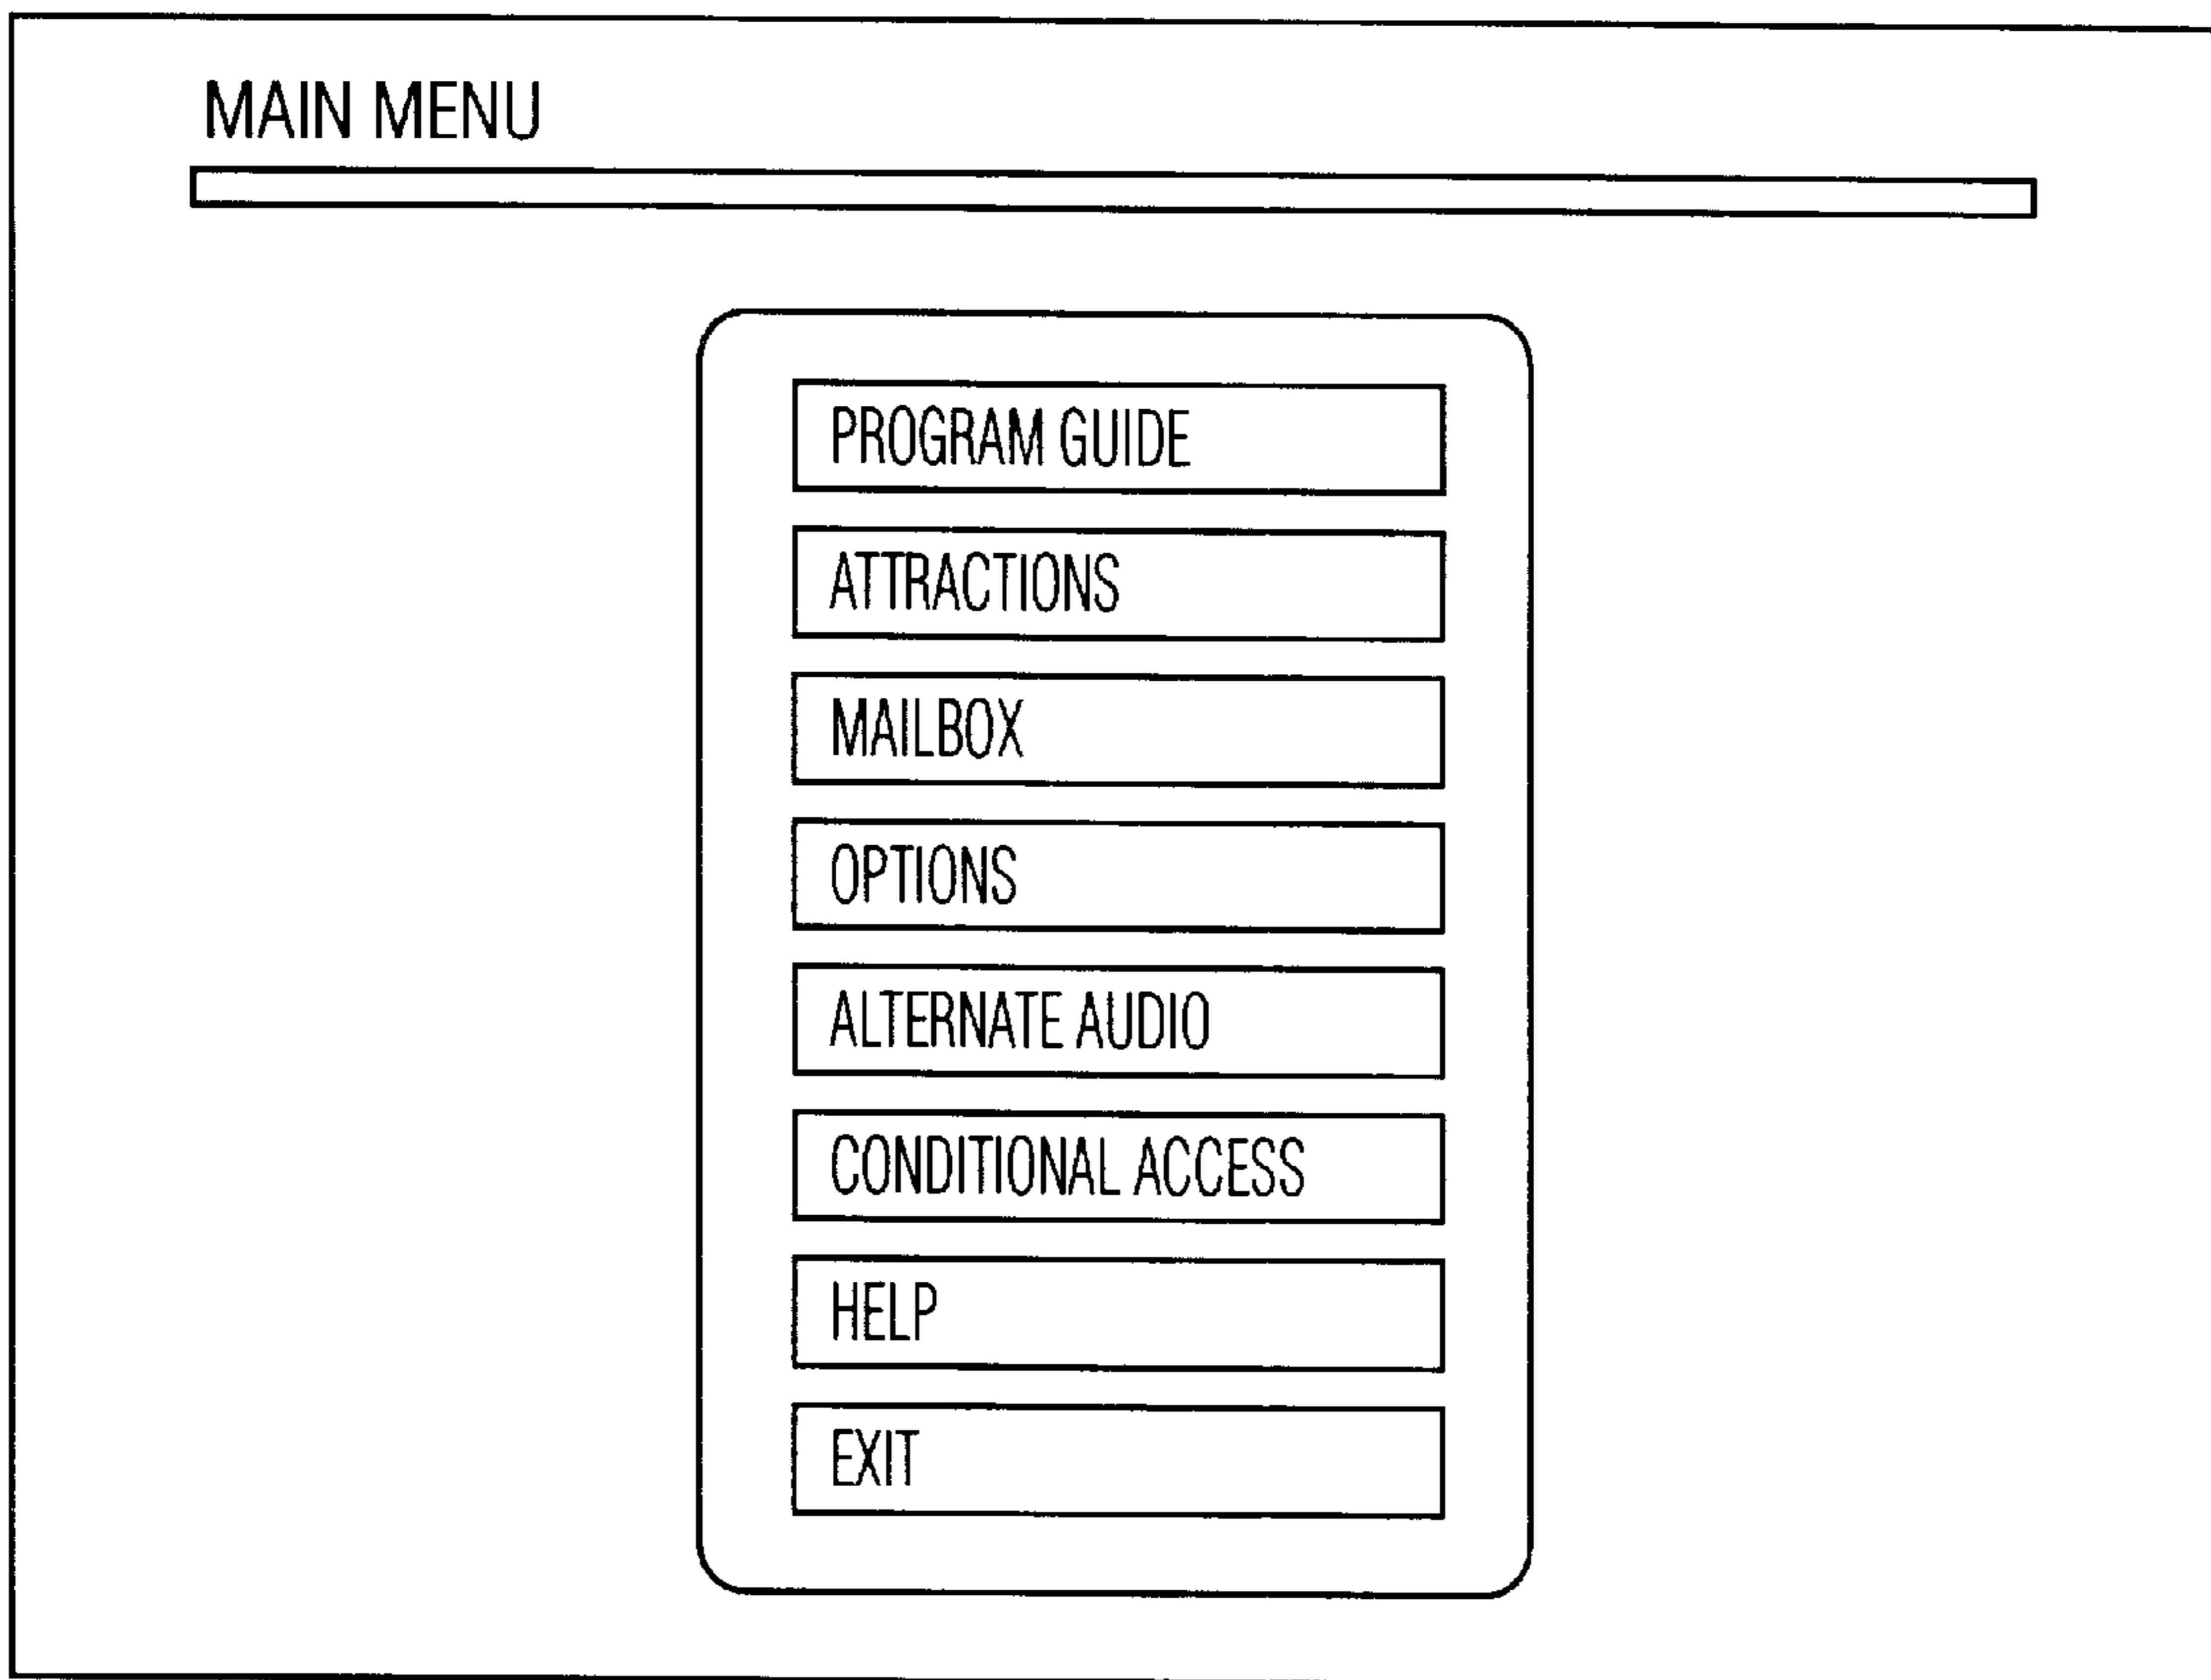 MAIN MENU
PROGRAM GUIDE
ATTRACTIONS
MAILBOX
OPTIONS
ALTERNATE AUDIO
CONDITIONAL ACCESS
HELP
EXIT